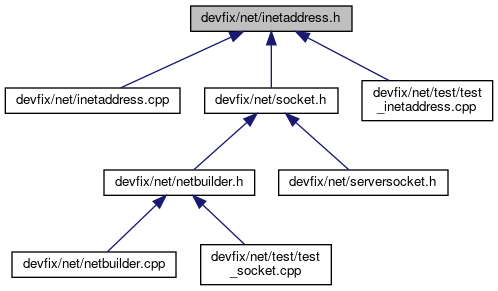 devfix/net/inetaddress.h
devfix/net/inetaddress.cpp
devfix/net/socket.h
devfix/net/test/test
_inetaddress.cpp
devfix/net/netbuilder.h
devfix/net/serversocket.h
devfix/net/netbuilder.cpp
devfix/net/test/test
_socket.cpp